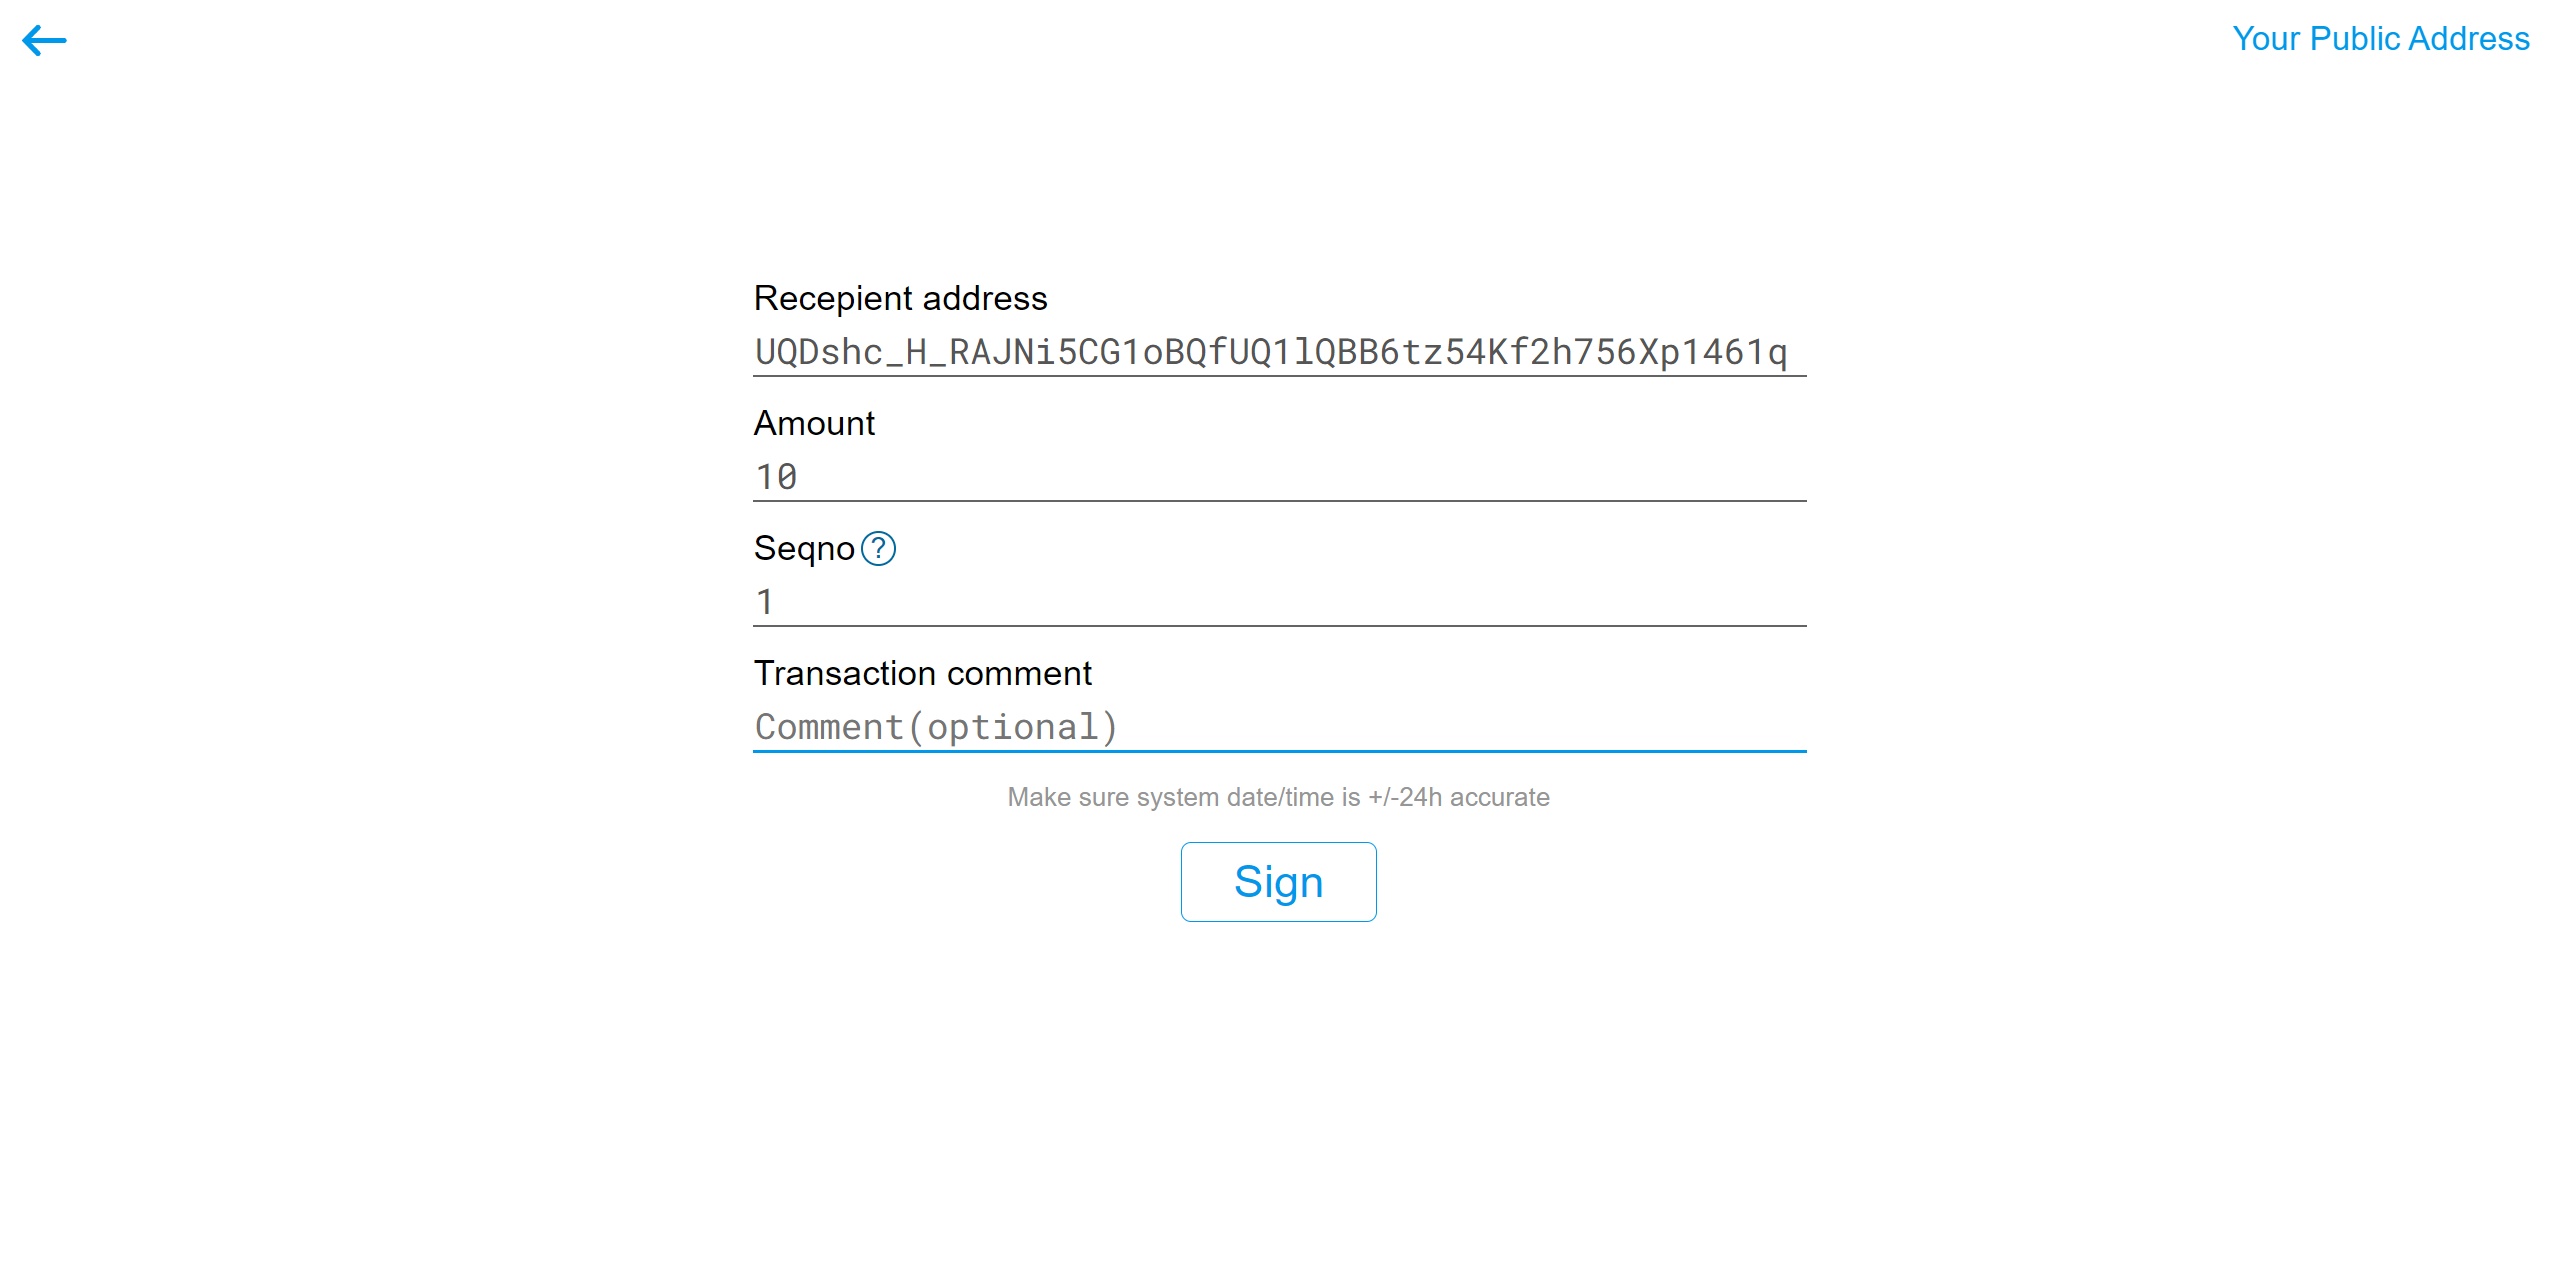 Your Public Address
Recepient address
UQDshc_H_RAJNi5CG1oBQfUQ1lQBB6tz54Kf2h756Xp1461q
Amount
10
Seqno ?
1
Transaction comment
Comment(optional)
Make sure system date/time is +/-24h accurate
Sign